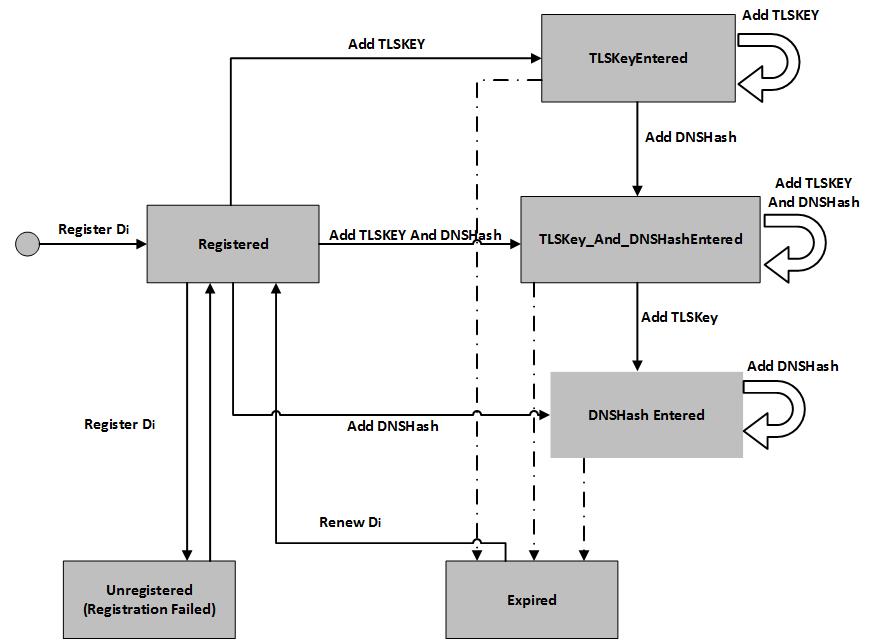 Add TLSKEY
Add TLSKEY
TLSKeyEntered
Add DNSHash
Add TLSKEY
And DNSHash
Register Di
Registered
Add TLSKEY And DNSHash
TLSKey_And_DNSHashEntered
Add TLSKey
Add DNSHash
DNSHash Entered
Register Di
Add DNSHash
Renew Di
Unregistered
(Registration Failed)
Expired